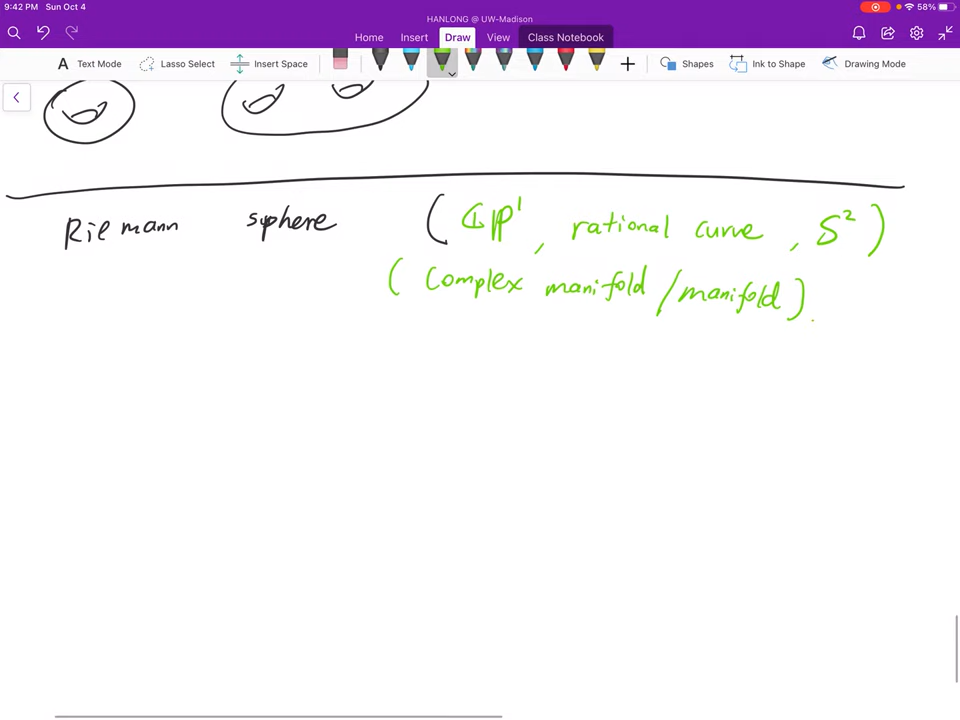 9:42 PM Sun Oct 4 58%
HANLONG @ UW-Madison
Home Insert Draw View Class Notebook
Text Mode Lasso Select Insert Space Shapes Ink to Shape Drawing Mode
Riemann sphere (ℂℙ¹, rational curve, S²)
(Complex manifold/manifold).